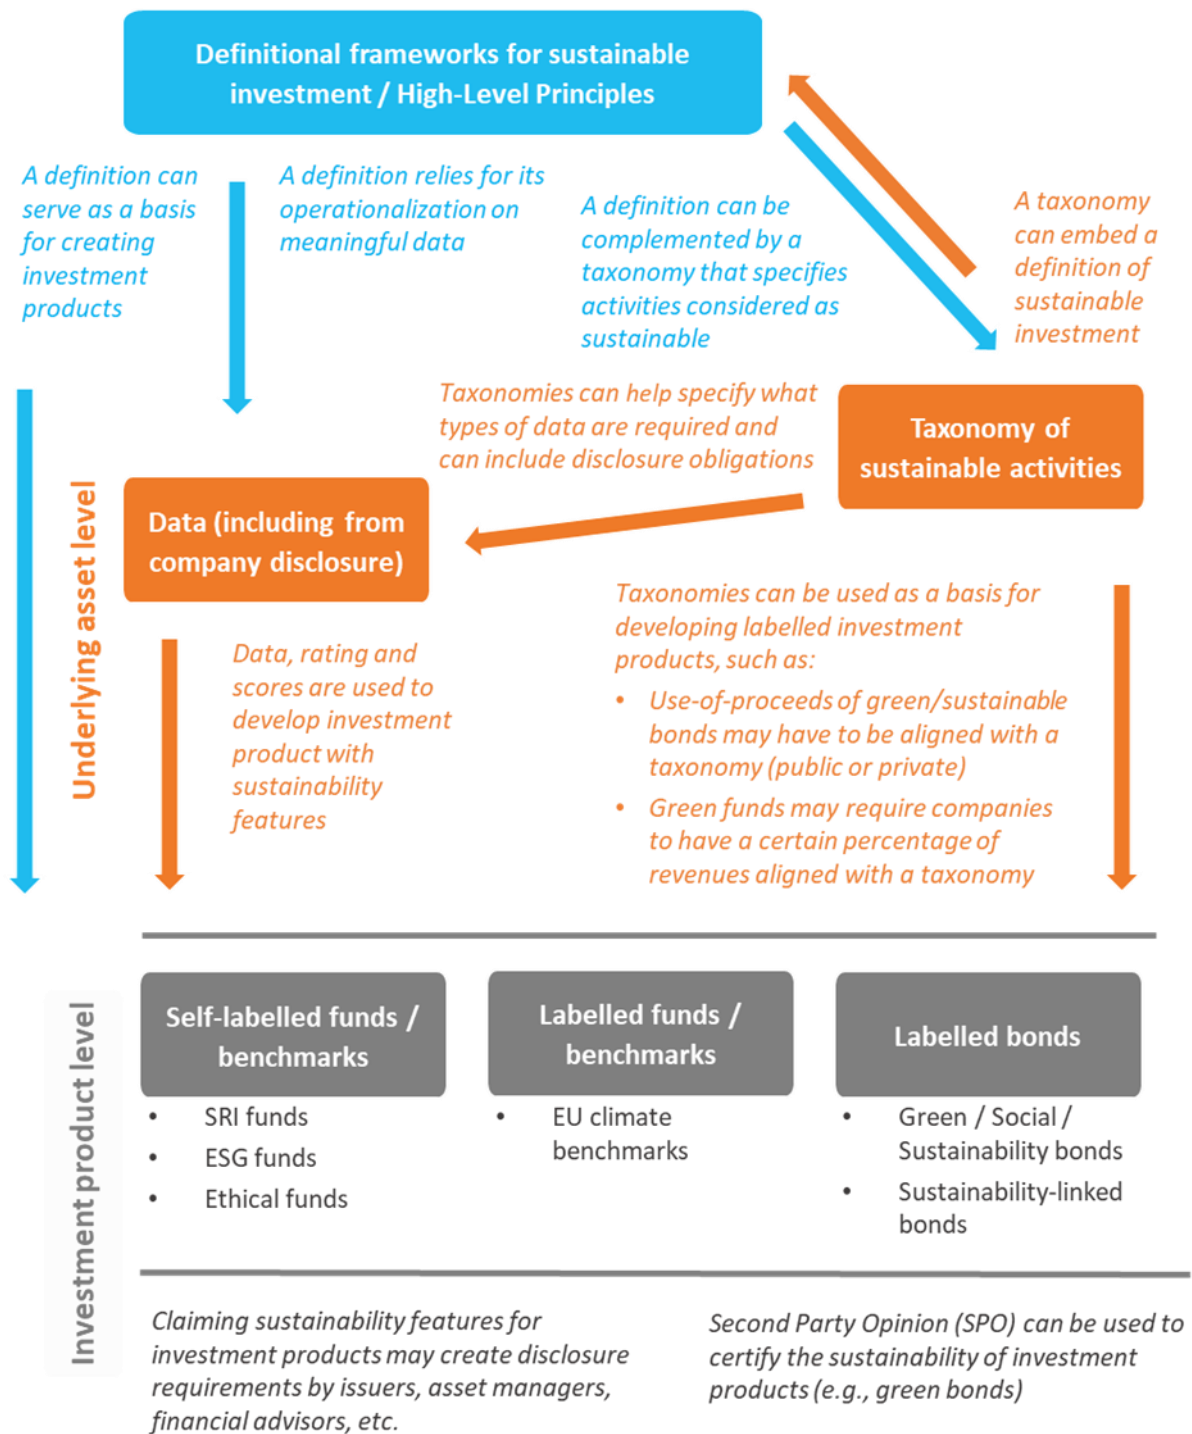 Definitional frameworks for sustainable
investment / High-Level Principles
A definition can
serve as a basis
for creating
investment
products
A definition relies for its
operationalization on
meaningful data
A definition can be
complemented by a
taxonomy that specifies
activities considered as
sustainable
A taxonomy
can embed a
definition of
sustainable
investment
Taxonomies can help specify what
types of data are required and
can include disclosure obligations
Taxonomy of
sustainable activities
Underlying asset level
Data (including from
company disclosure)
Data, rating and
scores are used to
develop investment
product with
sustainability
features
Taxonomies can be used as a basis for
developing labelled investment
products, such as:
• Use-of-proceeds of green/sustainable
bonds may have to be aligned with a
taxonomy (public or private)
• Green funds may require companies
to have a certain percentage of
revenues aligned with a taxonomy
Investment product level
Self-labelled funds /
benchmarks
• SRI funds
• ESG funds
• Ethical funds
Labelled funds /
benchmarks
• EU climate
benchmarks
Labelled bonds
• Green / Social /
Sustainability bonds
• Sustainability-linked
bonds
Claiming sustainability features for
investment products may create disclosure
requirements by issuers, asset managers,
financial advisors, etc.
Second Party Opinion (SPO) can be used to
certify the sustainability of investment
products (e.g., green bonds)